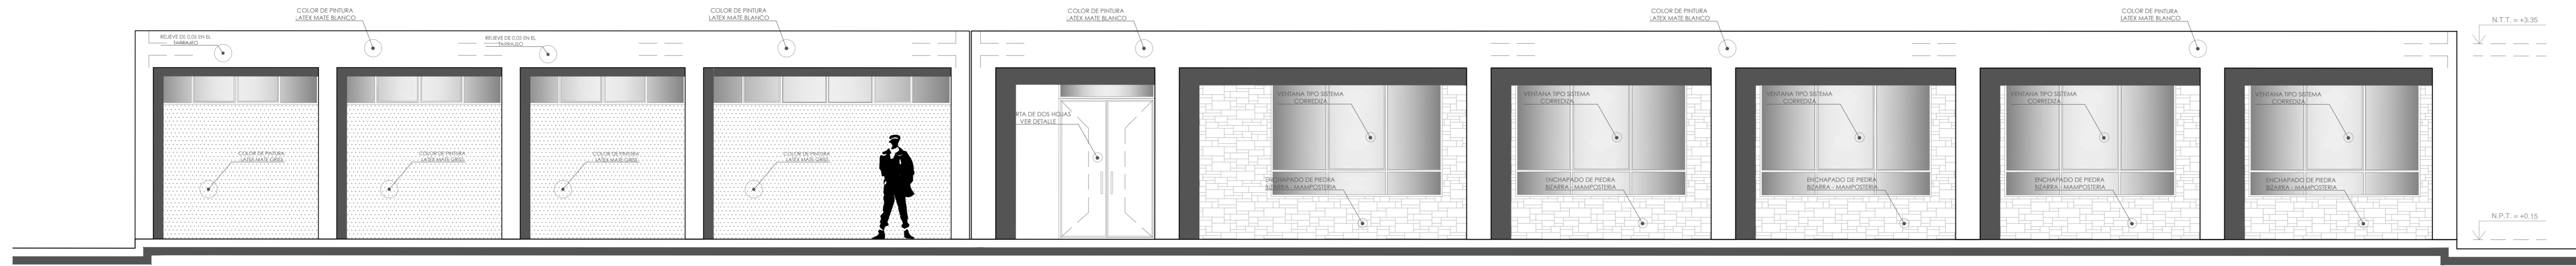 COLOR DE PINTURA
LATEX MATE BLANCO
COLOR DE PINTURA
LATEX MATE BLANCO
COLOR DE PINTURA
LATEX MATE BLANCO
COLOR DE PINTURA
LATEX MATE BLANCO
COLOR DE PINTURA
LATEX MATE BLANCO
N.T.T. = +3.35
RELIEVE DE 0.03 EN EL
TARRAJEO
RELIEVE DE 0.03 EN EL
TARRAJEO
VENTANA TIPO SISTEMA
CORREDIZA
VENTANA TIPO SISTEMA
CORREDIZA
VENTANA TIPO SISTEMA
CORREDIZA
VENTANA TIPO SISTEMA
CORREDIZA
VENTANA TIPO SISTEMA
CORREDIZA
RTA DE DOS HOJAS
VER DETALLE
COLOR DE PINTURA
LATEX MATE GRISS
COLOR DE PINTURA
LATEX MATE GRISS
COLOR DE PINTURA
LATEX MATE GRISS
COLOR DE PINTURA
LATEX MATE GRISS
ENCHAPADO DE PIEDRA
BIZARRA - MAMPOSTERIA
ENCHAPADO DE PIEDRA
BIZARRA - MAMPOSTERIA
ENCHAPADO DE PIEDRA
BIZARRA - MAMPOSTERIA
ENCHAPADO DE PIEDRA
BIZARRA - MAMPOSTERIA
ENCHAPADO DE PIEDRA
BIZARRA - MAMPOSTERIA
N.P.T. = +0.15